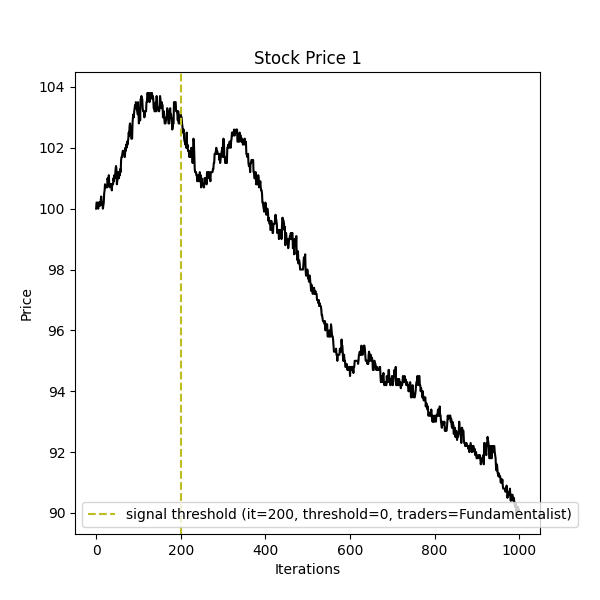 Stock Price 1
104
102
100
98
96
94
92
90
Price
signal threshold (it=200, threshold=0, traders=Fundamentalist)
0 200 400 600 800 1000
Iterations